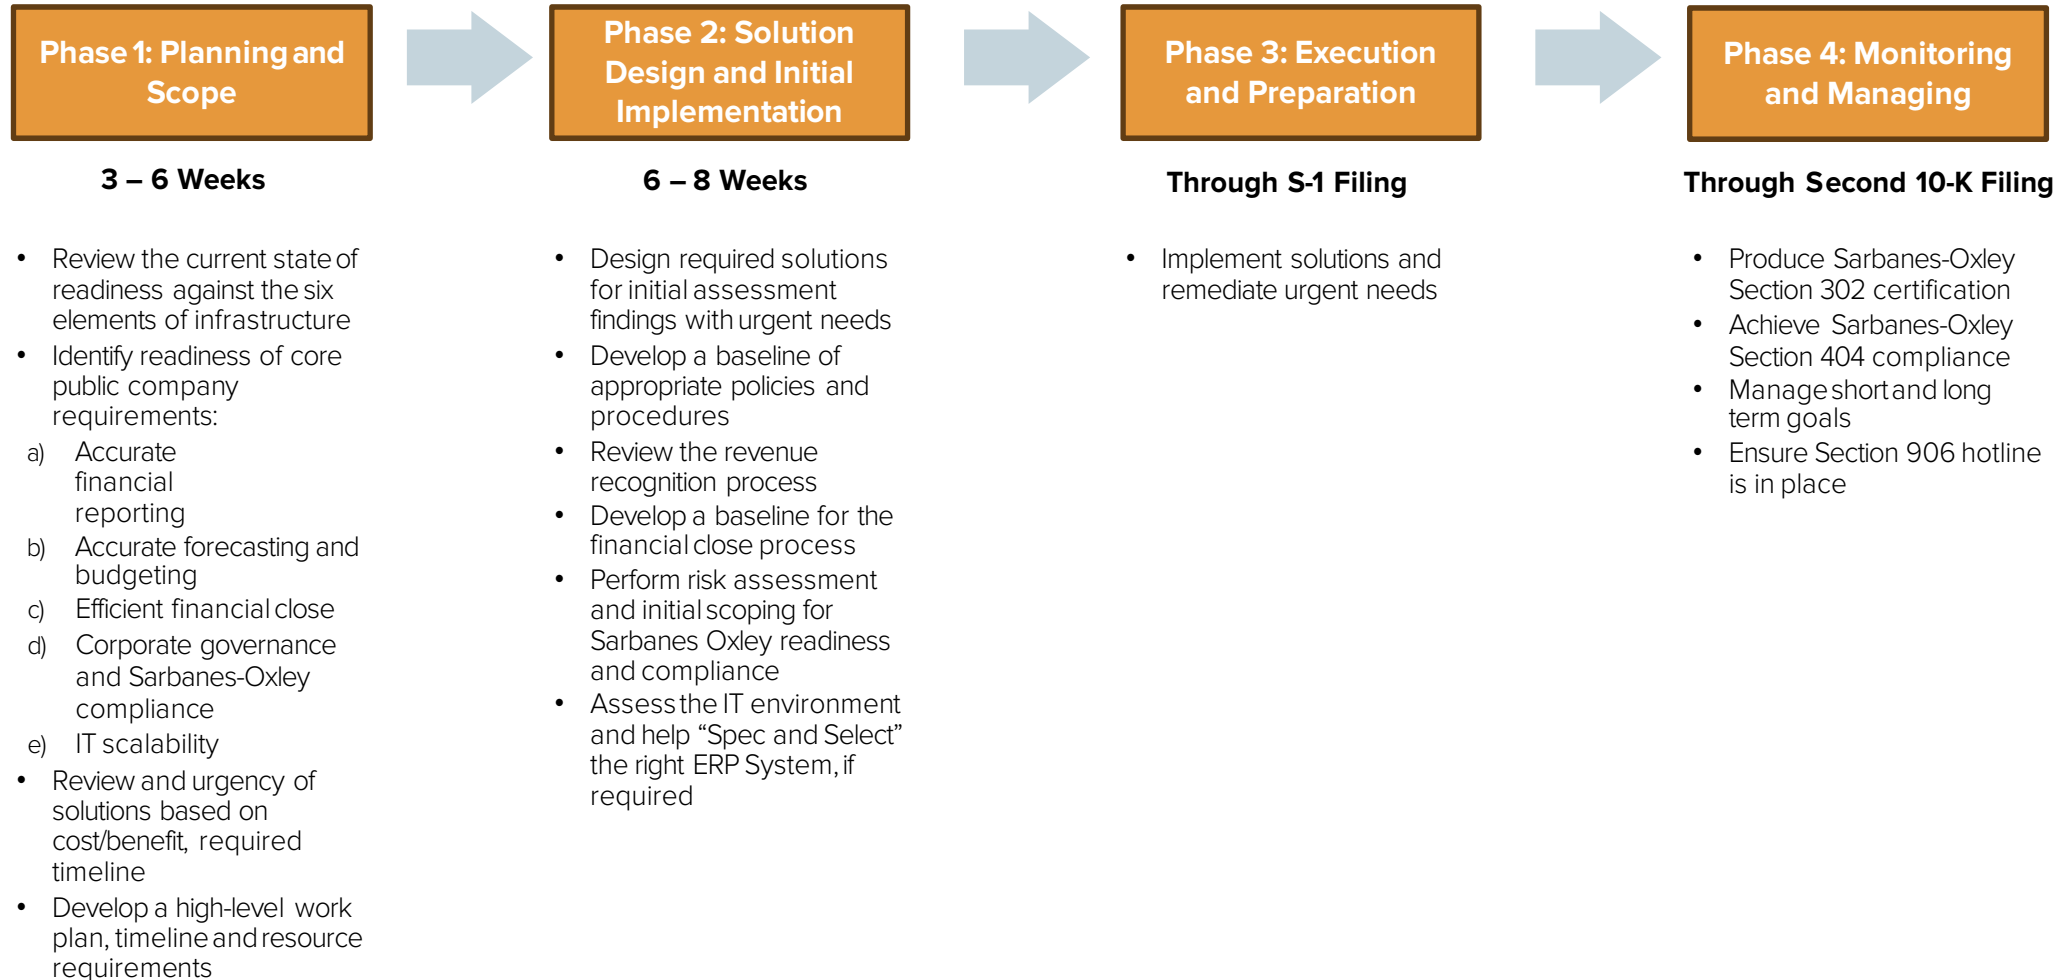 Phase 1: Planning and
Scope
3 – 6 Weeks
• Review the current state of
readiness against the six
elements of infrastructure
• Identify readiness of core
public company
requirements:
a) Accurate
financial
reporting
b) Accurate forecasting and
budgeting
c) Efficient financial close
d) Corporate governance
and Sarbanes-Oxley
compliance
e) IT scalability
• Review and urgency of
solutions based on
cost/benefit, required
timeline
• Develop a high-level work
plan, timeline and resource
requirements
Phase 2: Solution
Design and Initial
Implementation
6 – 8 Weeks
• Design required solutions
for initial assessment
findings with urgent needs
• Develop a baseline of
appropriate policies and
procedures
• Review the revenue
recognition process
• Develop a baseline for the
financial close process
• Perform risk assessment
and initial scoping for
Sarbanes Oxley readiness
and compliance
• Assess the IT environment
and help “Spec and Select”
the right ERP System, if
required
Phase 3: Execution
and Preparation
Through S-1 Filing
• Implement solutions and
remediate urgent needs
Phase 4: Monitoring
and Managing
Through Second 10-K Filing
• Produce Sarbanes-Oxley
Section 302 certification
• Achieve Sarbanes-Oxley
Section 404 compliance
• Manage short and long
term goals
• Ensure Section 906 hotline
is in place